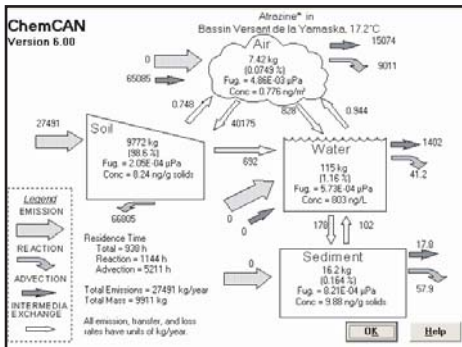 ChemCAN
Version 6.00
Atrazine* in
Bassin Versant de la Yamaska, 17.2°C
Air
7.42 kg
(0.0749 %)
Fug. = 4.86E-03 µPa
Conc = 0.776 ng/m³
0
65085
15074
9011
0.748
40175
828
0.944
27491
Soil
9772 kg
(98.6 %)
Fug. = 2.05E-04 µPa
Conc = 8.24 ng/g solids
692
66805
Water
115 kg
(1.16 %)
Fug. = 5.73E-04 µPa
Conc = 803 ng/L
1402
41.2
0
0
178
102
Legend
EMISSION
REACTION
ADVECTION
INTERMEDIA
EXCHANGE
Residence Time
Total = 938 h
Reaction = 1144 h
Advection = 5211 h
Total Emissions = 27491 kg/year
Total Mass = 9911 kg
All emission, transfer, and loss
rates have units of kg/year.
0
Sediment
16.2 kg
(0.164 %)
Fug. = 8.21E-04 µPa
Conc = 9.88 ng/g solids
17.8
57.9
OK
Help